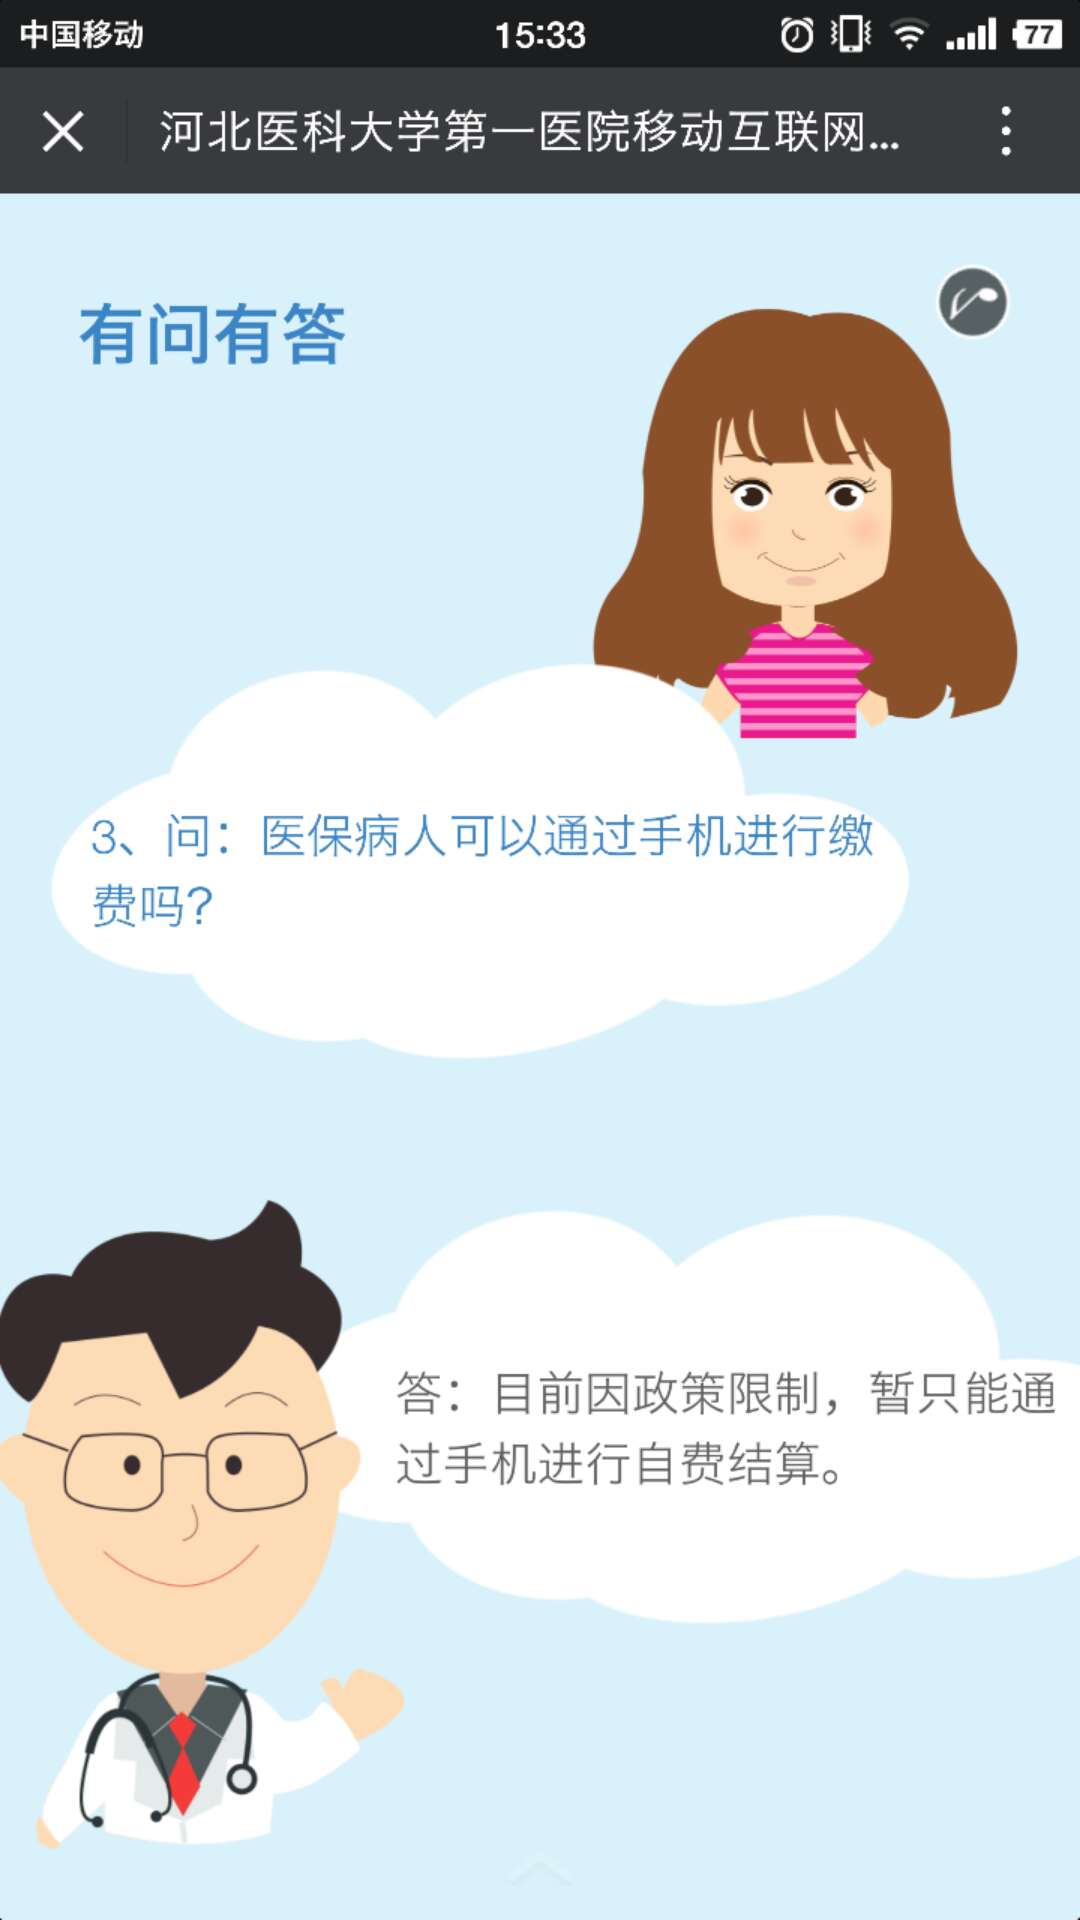 中国移动
15:33
77
河北医科大学第一医院移动互联网...
有问有答
3、问：医保病人可以通过手机进行缴
费吗？
答：目前因政策限制，暂只能通
过手机进行自费结算。